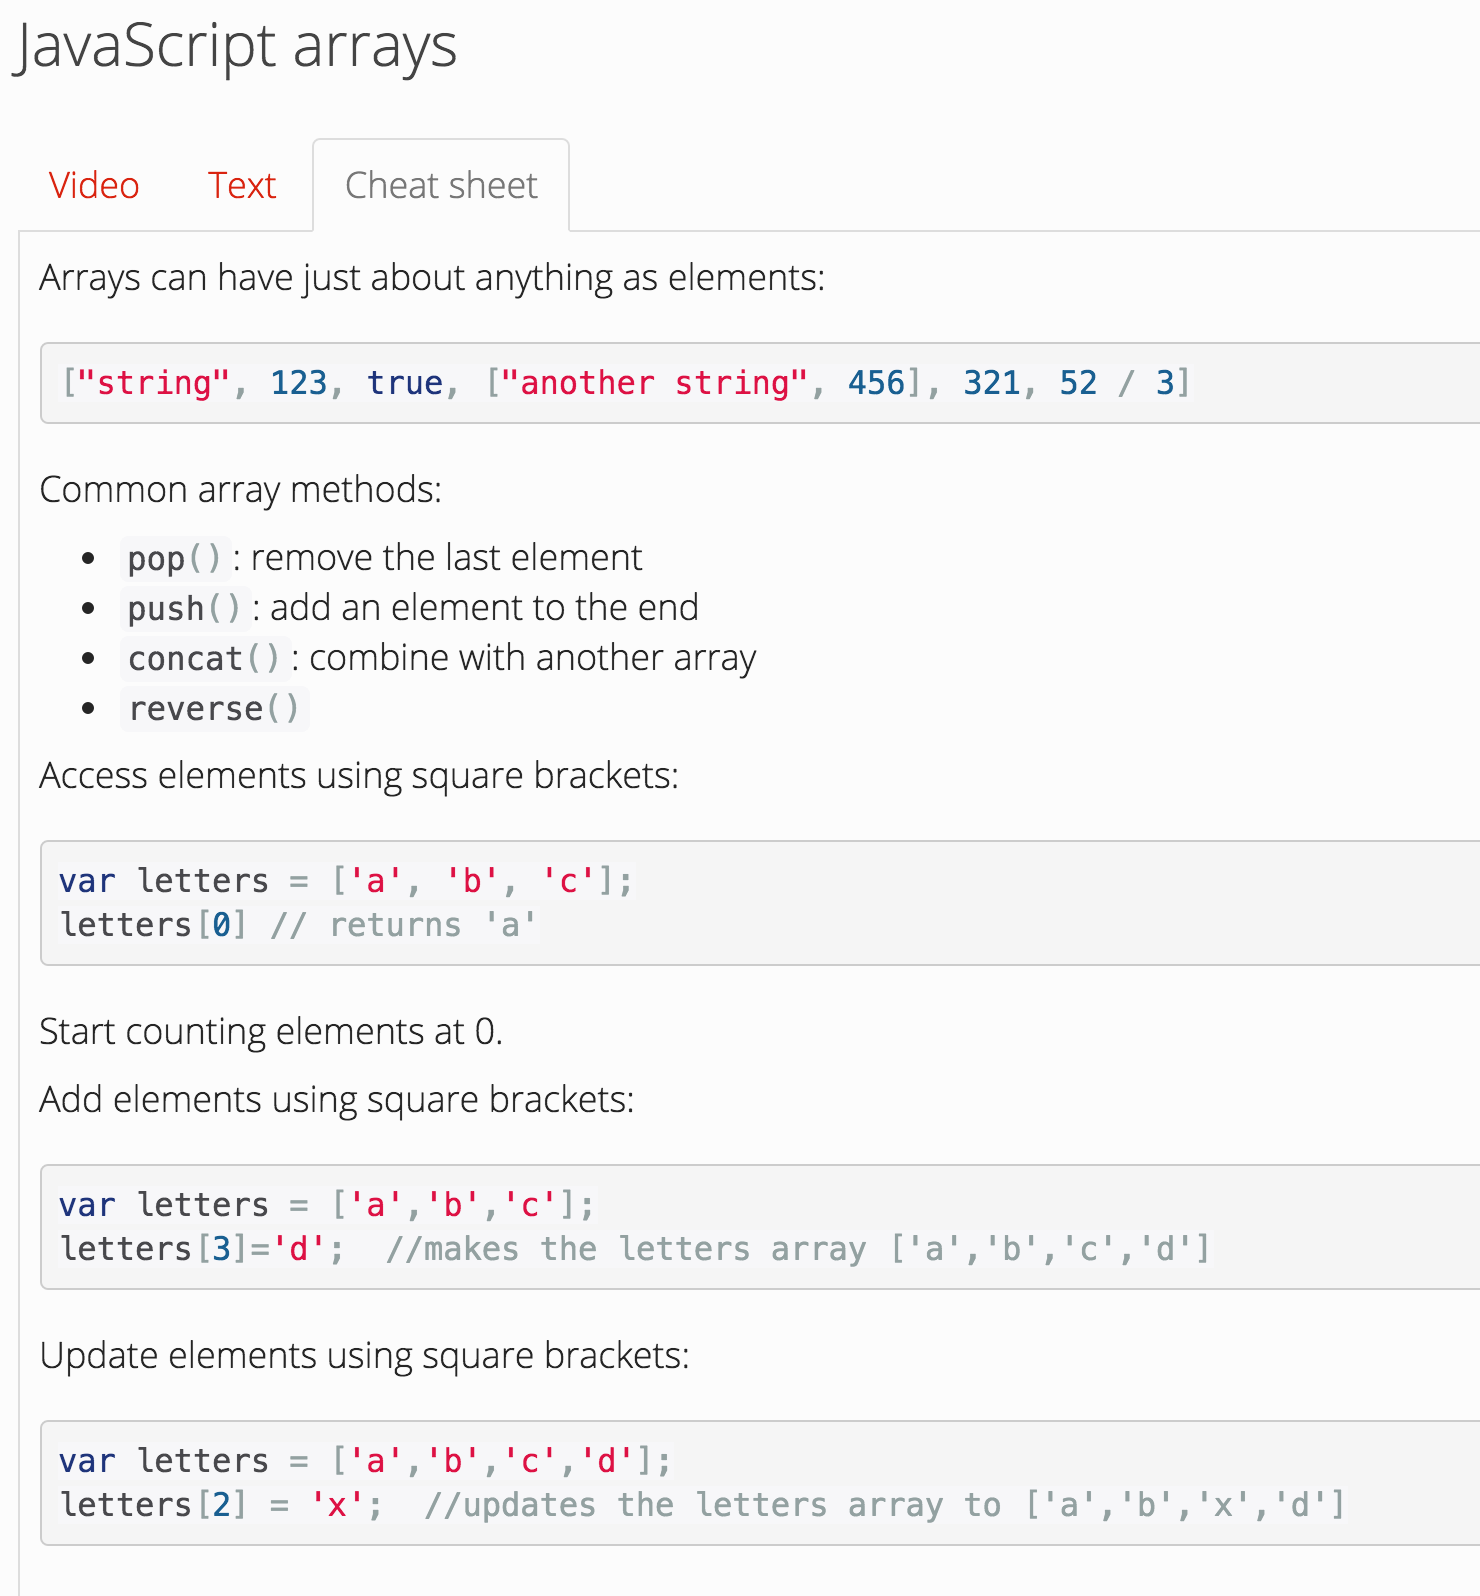 JavaScript arrays
Video Text Cheat sheet
Arrays can have just about anything as elements:
["string", 123, true, ["another string", 456], 321, 52 / 3]
Common array methods:
• pop(): remove the last element
• push(): add an element to the end
• concat(): combine with another array
• reverse()
Access elements using square brackets:
var letters = ['a', 'b', 'c'];
letters[0] // returns 'a'
Start counting elements at 0.
Add elements using square brackets:
var letters = ['a','b','c'];
letters[3]='d';  //makes the letters array ['a','b','c','d']
Update elements using square brackets:
var letters = ['a','b','c','d'];
letters[2] = 'x';  //updates the letters array to ['a','b','x','d']